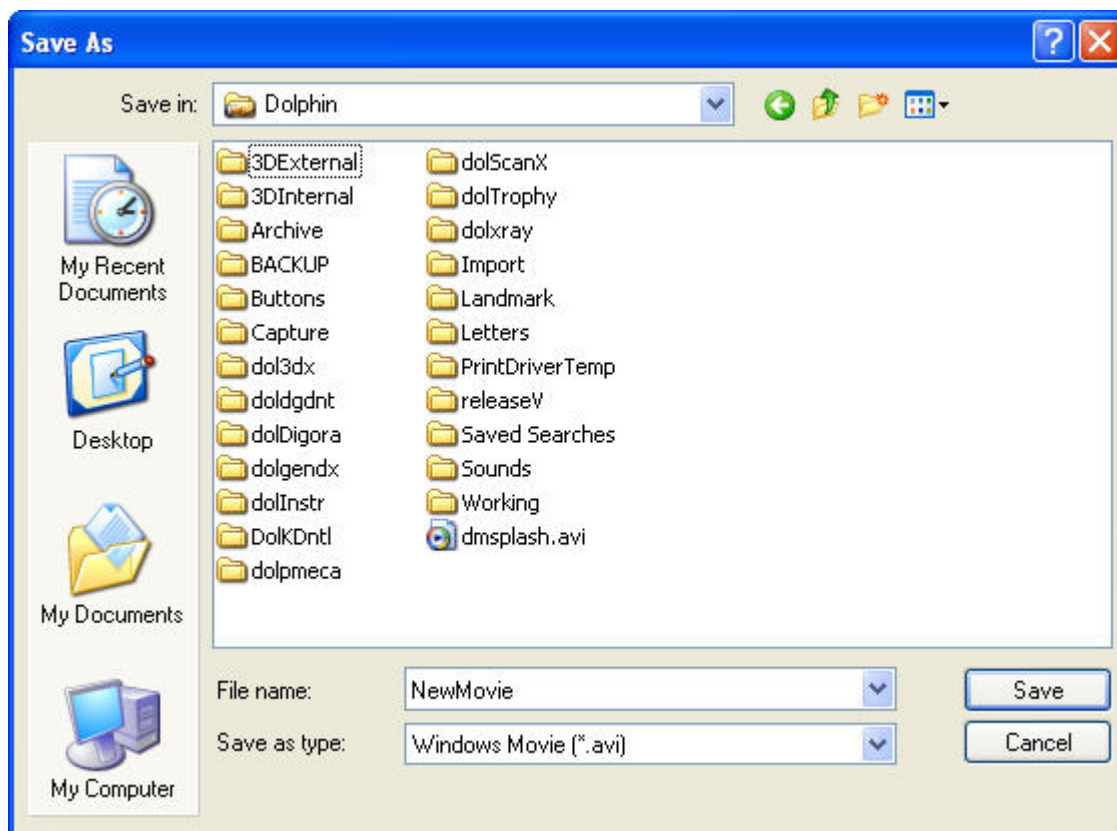 Save As
Save in:
Dolphin
My Recent
Documents
Desktop
My Documents
My Computer
3DExternal
3DInternal
Archive
BACKUP
Buttons
Capture
dol3dx
doldgdnt
dolDigora
dolgendx
dolInstr
DolKDntl
dolpmeca
dolScanX
dolTrophy
dolxray
Import
Landmark
Letters
PrintDriverTemp
releaseV
Saved Searches
Sounds
Working
dmsplash.avi
File name:
NewMovie
Save
Save as type:
Windows Movie (*.avi)
Cancel